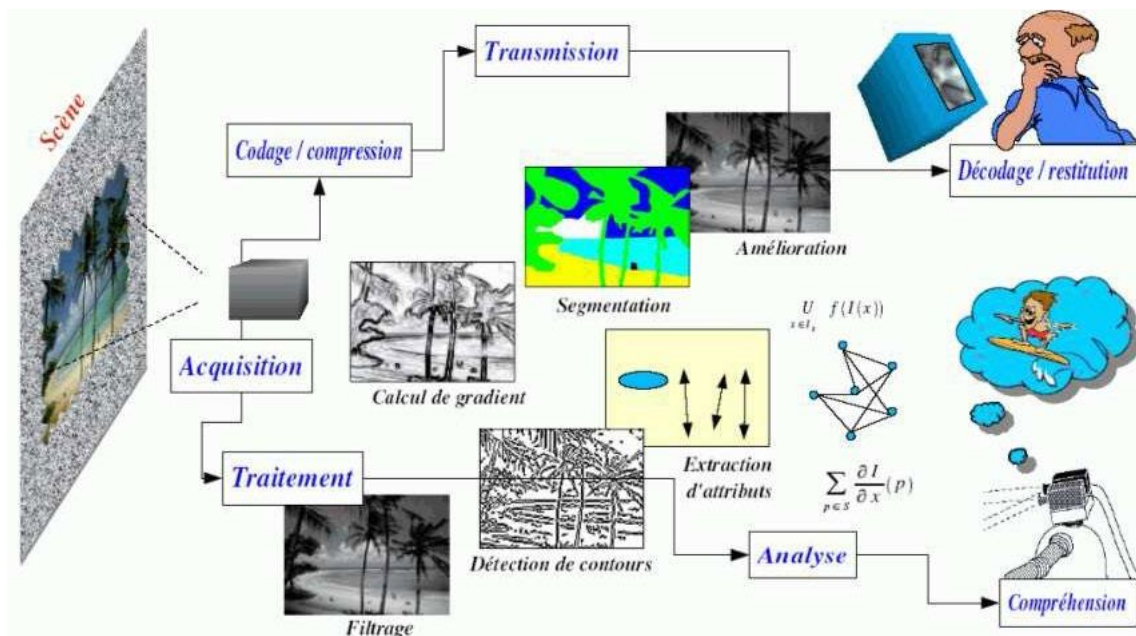 Scène
Transmission
Codage / compression
Décodage / restitution
Amélioration
Segmentation
Acquisition
Calcul de gradient
U f(I(x))
Extraction
d'attributs
∑ ∂I/∂x (p)
p∈S
Traitement
Détection de contours
Analyse
Filtrage
Compréhension